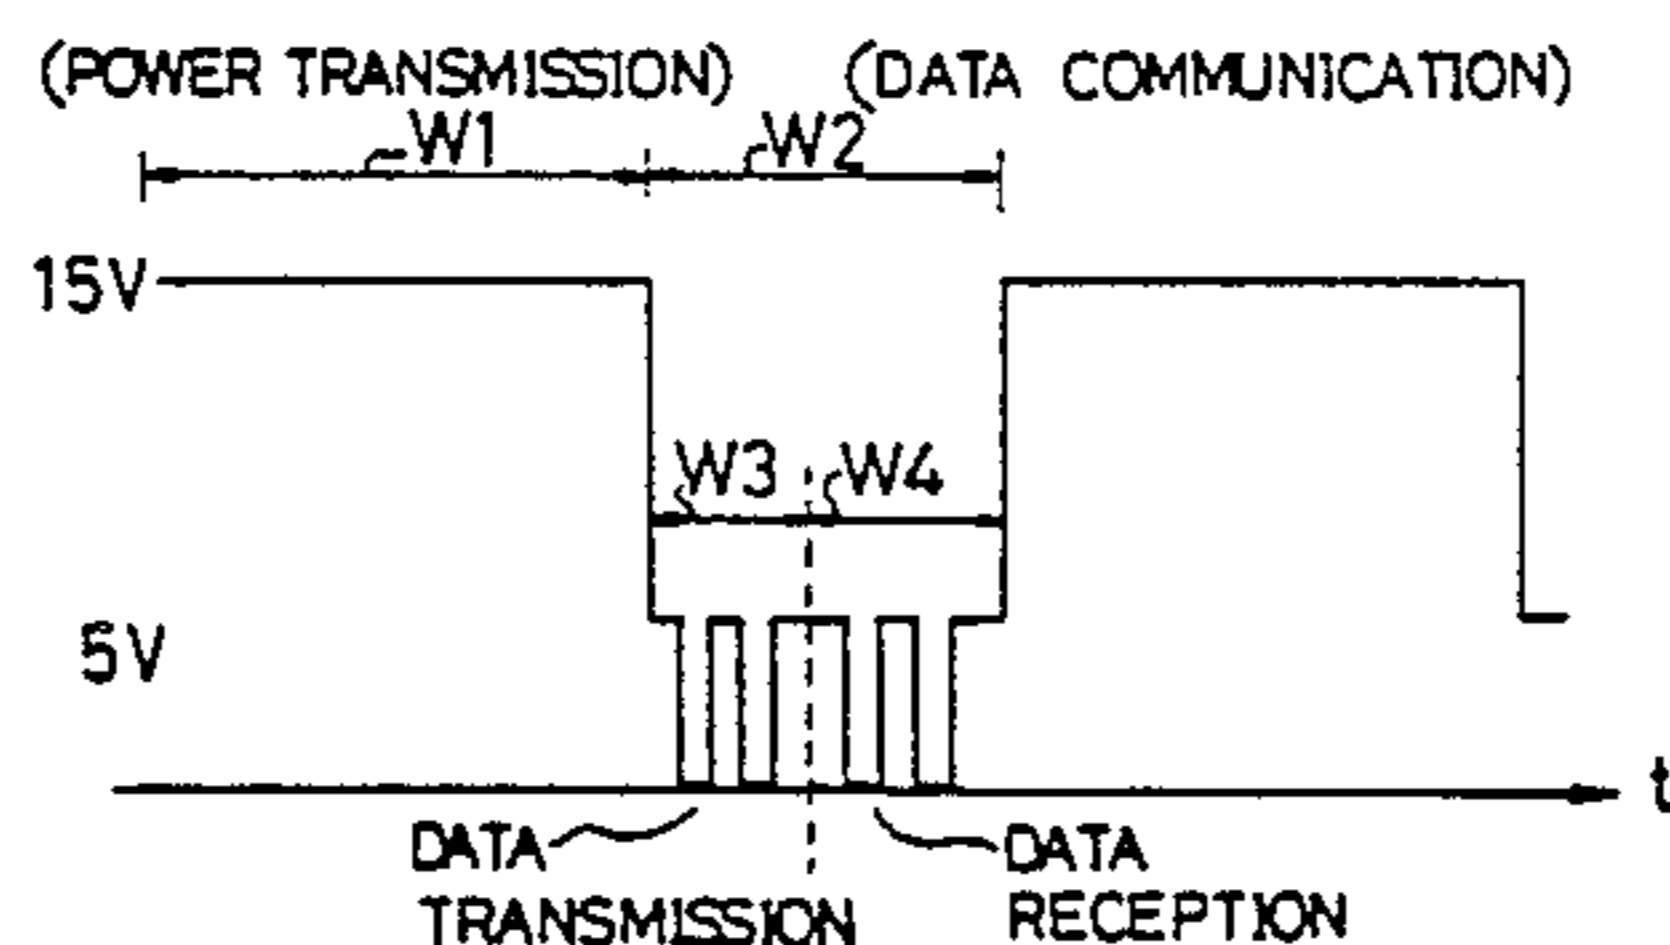 (POWER TRANSMISSION) (DATA COMMUNICATION)
W1 W2
15V
W3 W4
5V
t
DATA TRANSMISSION
DATA RECEPTION